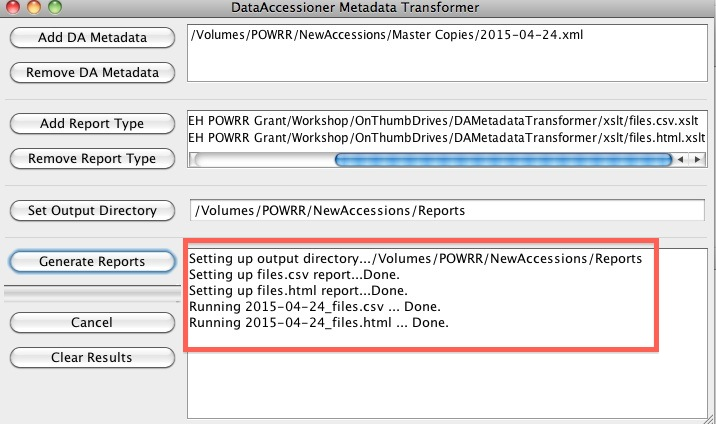 DataAccessioner Metadata Transformer
Add DA Metadata
/Volumes/POWRR/NewAccessions/Master Copies/2015-04-24.xml
Remove DA Metadata
Add Report Type
EH POWRR Grant/Workshop/OnThumbDrives/DAMetadataTransformer/xslt/files.csv.xslt
EH POWRR Grant/Workshop/OnThumbDrives/DAMetadataTransformer/xslt/files.html.xslt
Remove Report Type
Set Output Directory
/Volumes/POWRR/NewAccessions/Reports
Generate Reports
Setting up output directory.../Volumes/POWRR/NewAccessions/Reports
Setting up files.csv report...Done.
Setting up files.html report...Done.
Running 2015-04-24_files.csv ... Done.
Running 2015-04-24_files.html ... Done.
Cancel
Clear Results